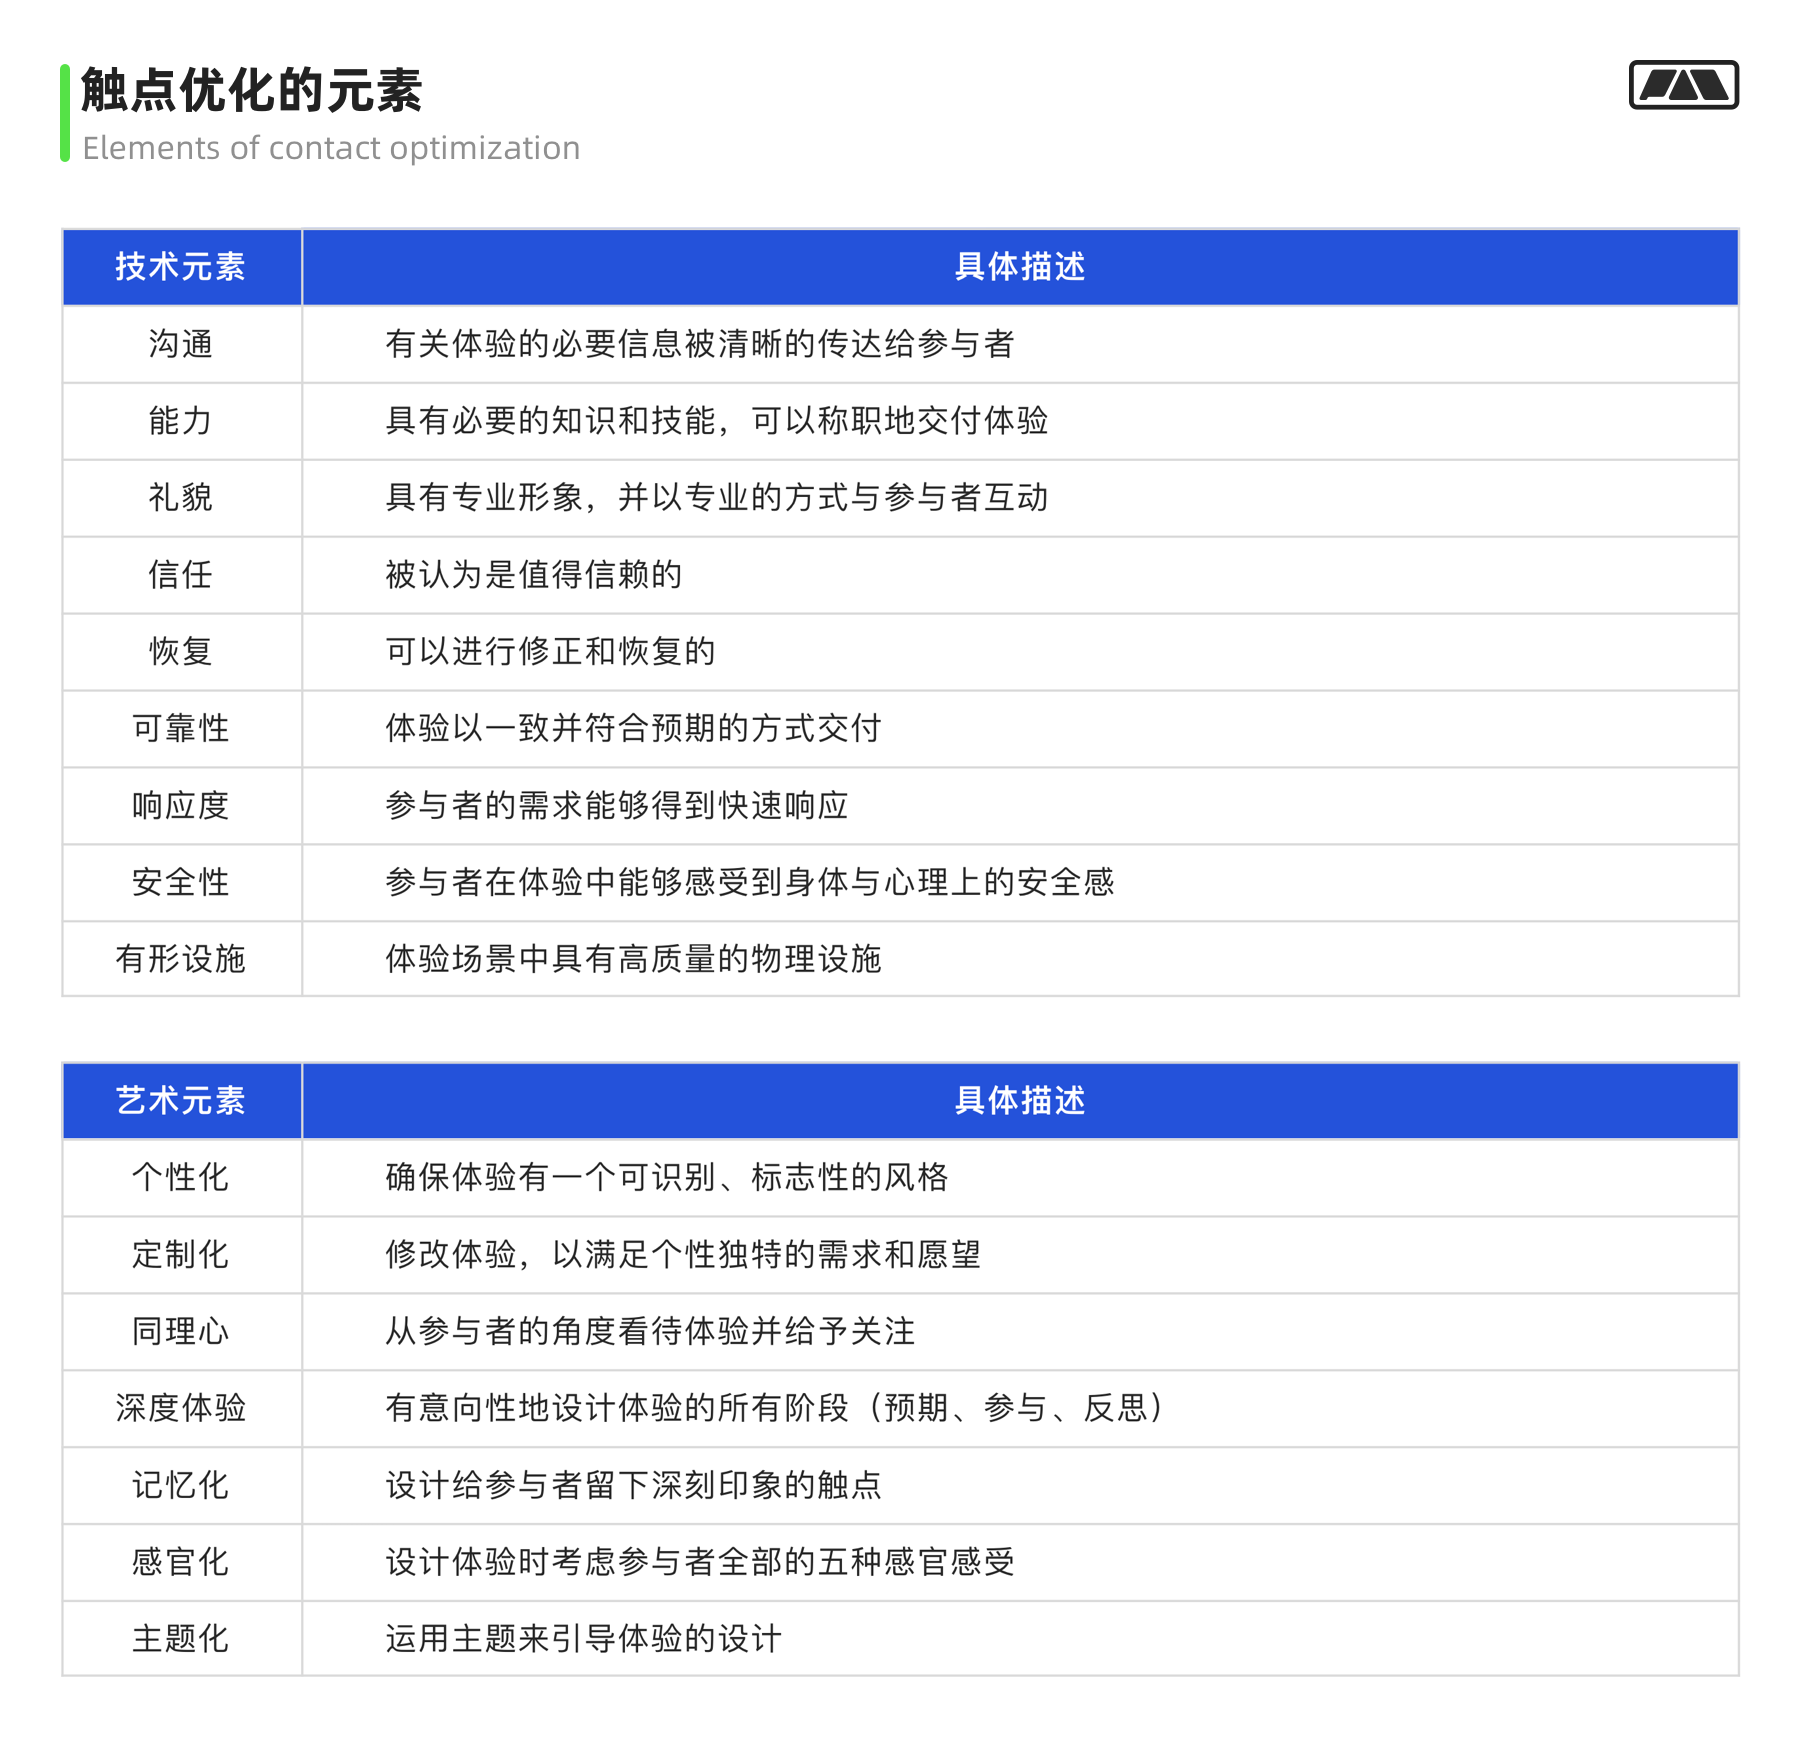 触点优化的元素
Elements of contact optimization
技术元素 具体描述
沟通 有关体验的必要信息被清晰的传达给参与者
能力 具有必要的知识和技能，可以称职地交付体验
礼貌 具有专业形象，并以专业的方式与参与者互动
信任 被认为是值得信赖的
恢复 可以进行修正和恢复的
可靠性 体验以一致并符合预期的方式交付
响应度 参与者的需求能够得到快速响应
安全性 参与者在体验中能够感受到身体与心理上的安全感
有形设施 体验场景中具有高质量的物理设施
艺术元素 具体描述
个性化 确保体验有一个可识别、标志性的风格
定制化 修改体验，以满足个性独特的需求和愿望
同理心 从参与者的角度看待体验并给予关注
深度体验 有意向性地设计体验的所有阶段（预期、参与、反思）
记忆化 设计给参与者留下深刻印象的触点
感官化 设计体验时考虑参与者全部的五种感官感受
主题化 运用主题来引导体验的设计